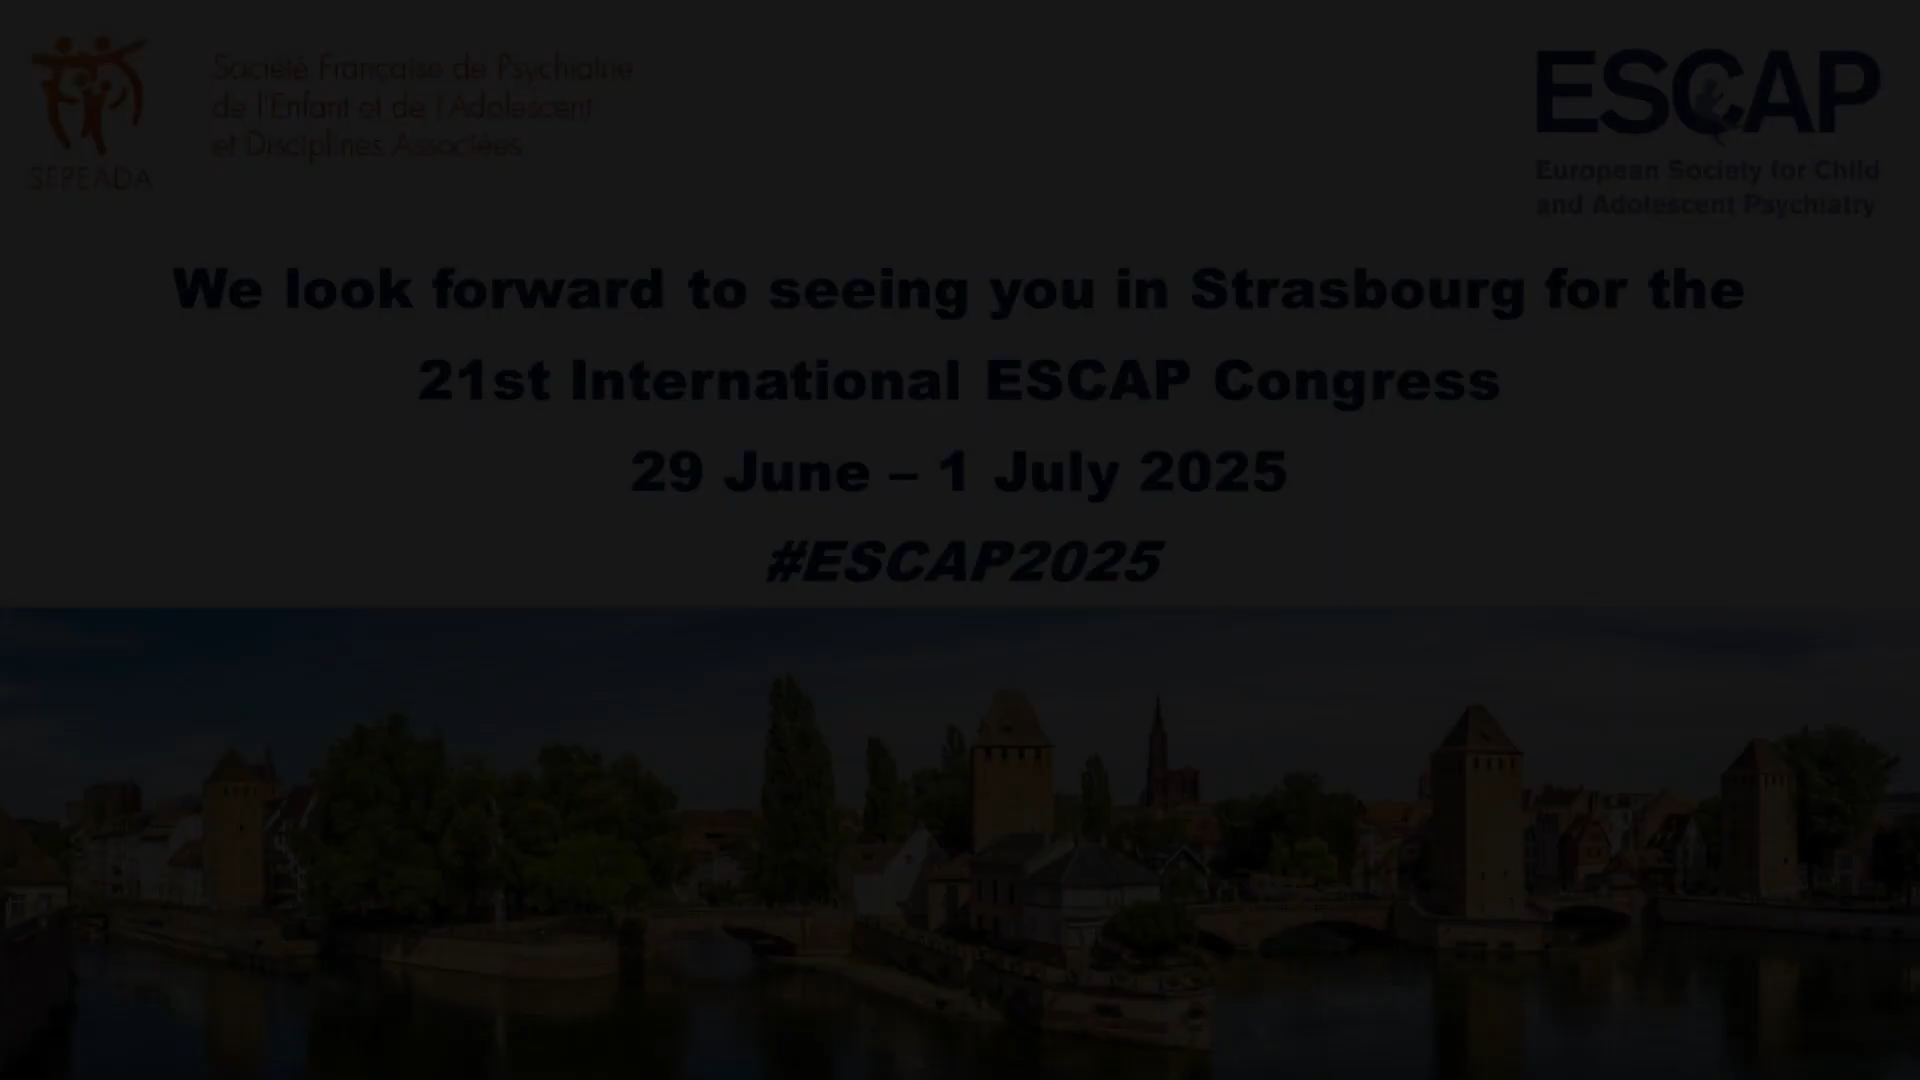 Société Française de Psychiatrie
de l'Enfant et de l'Adolescent
et Disciplines Associées
SFPEADA
ESCAP
European Society for Child
and Adolescent Psychiatry
We look forward to seeing you in Strasbourg for the
21st International ESCAP Congress
29 June – 1 July 2025
#ESCAP2025